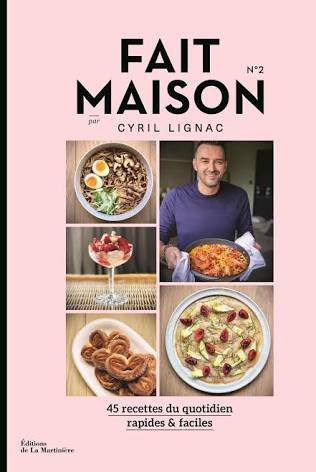 FAIT
N°2
MAISON
par
CYRIL LIGNAC
45 recettes du quotidien
rapides & faciles
Éditions
de La Martinière